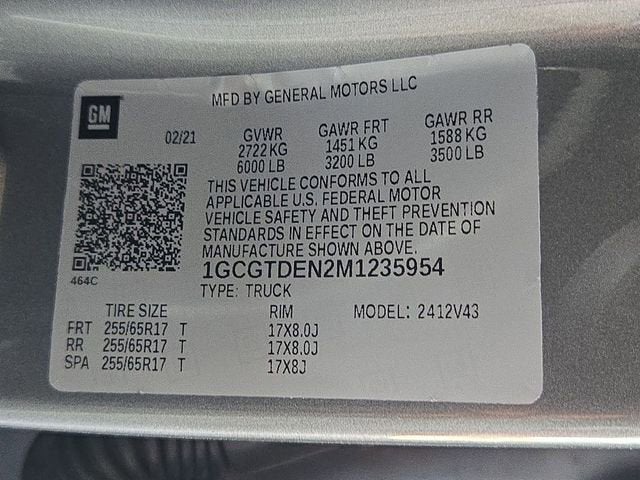 MFD BY GENERAL MOTORS LLC
GM
02/21 GVWR GAWR FRT GAWR RR
2722 KG 1451 KG 1588 KG
6000 LB 3200 LB 3500 LB
THIS VEHICLE CONFORMS TO ALL
APPLICABLE U.S. FEDERAL MOTOR
VEHICLE SAFETY AND THEFT PREVENTION
STANDARDS IN EFFECT ON THE DATE OF
MANUFACTURE SHOWN ABOVE.
464C
1GCGTDEN2M1235954
TYPE: TRUCK
TIRE SIZE RIM MODEL: 2412V43
FRT 255/65R17 T 17X8.0J
RR 255/65R17 T 17X8.0J
SPA 255/65R17 T 17X8J